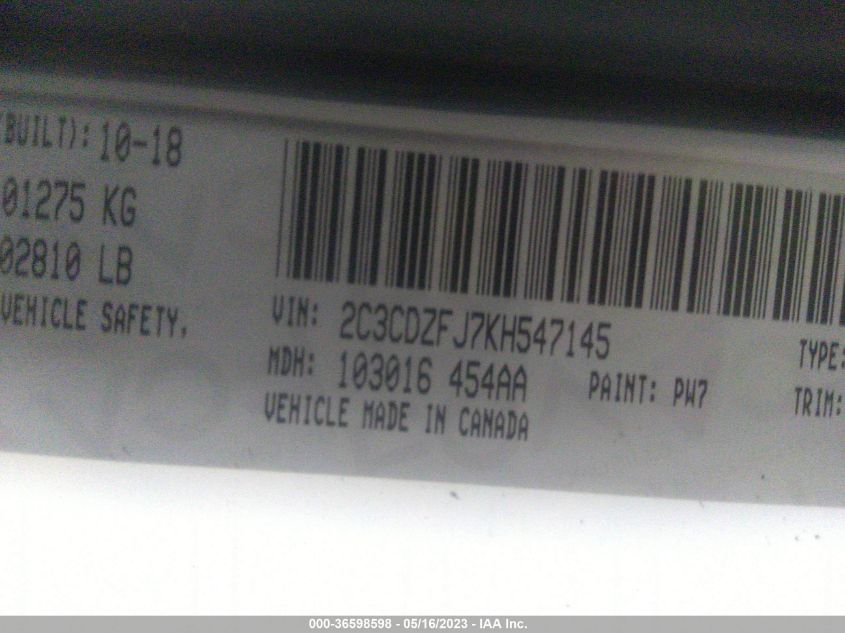 (BUILT): 10-18
01275 KG
02810 LB
VEHICLE SAFETY,
VIN: 2C3CDZFJ7KH547145
MDH: 103016 454AA
PAINT: PW7
VEHICLE MADE IN CANADA
TYPE:
TRIM:
000-36598598 - 05/16/2023 - IAA Inc.